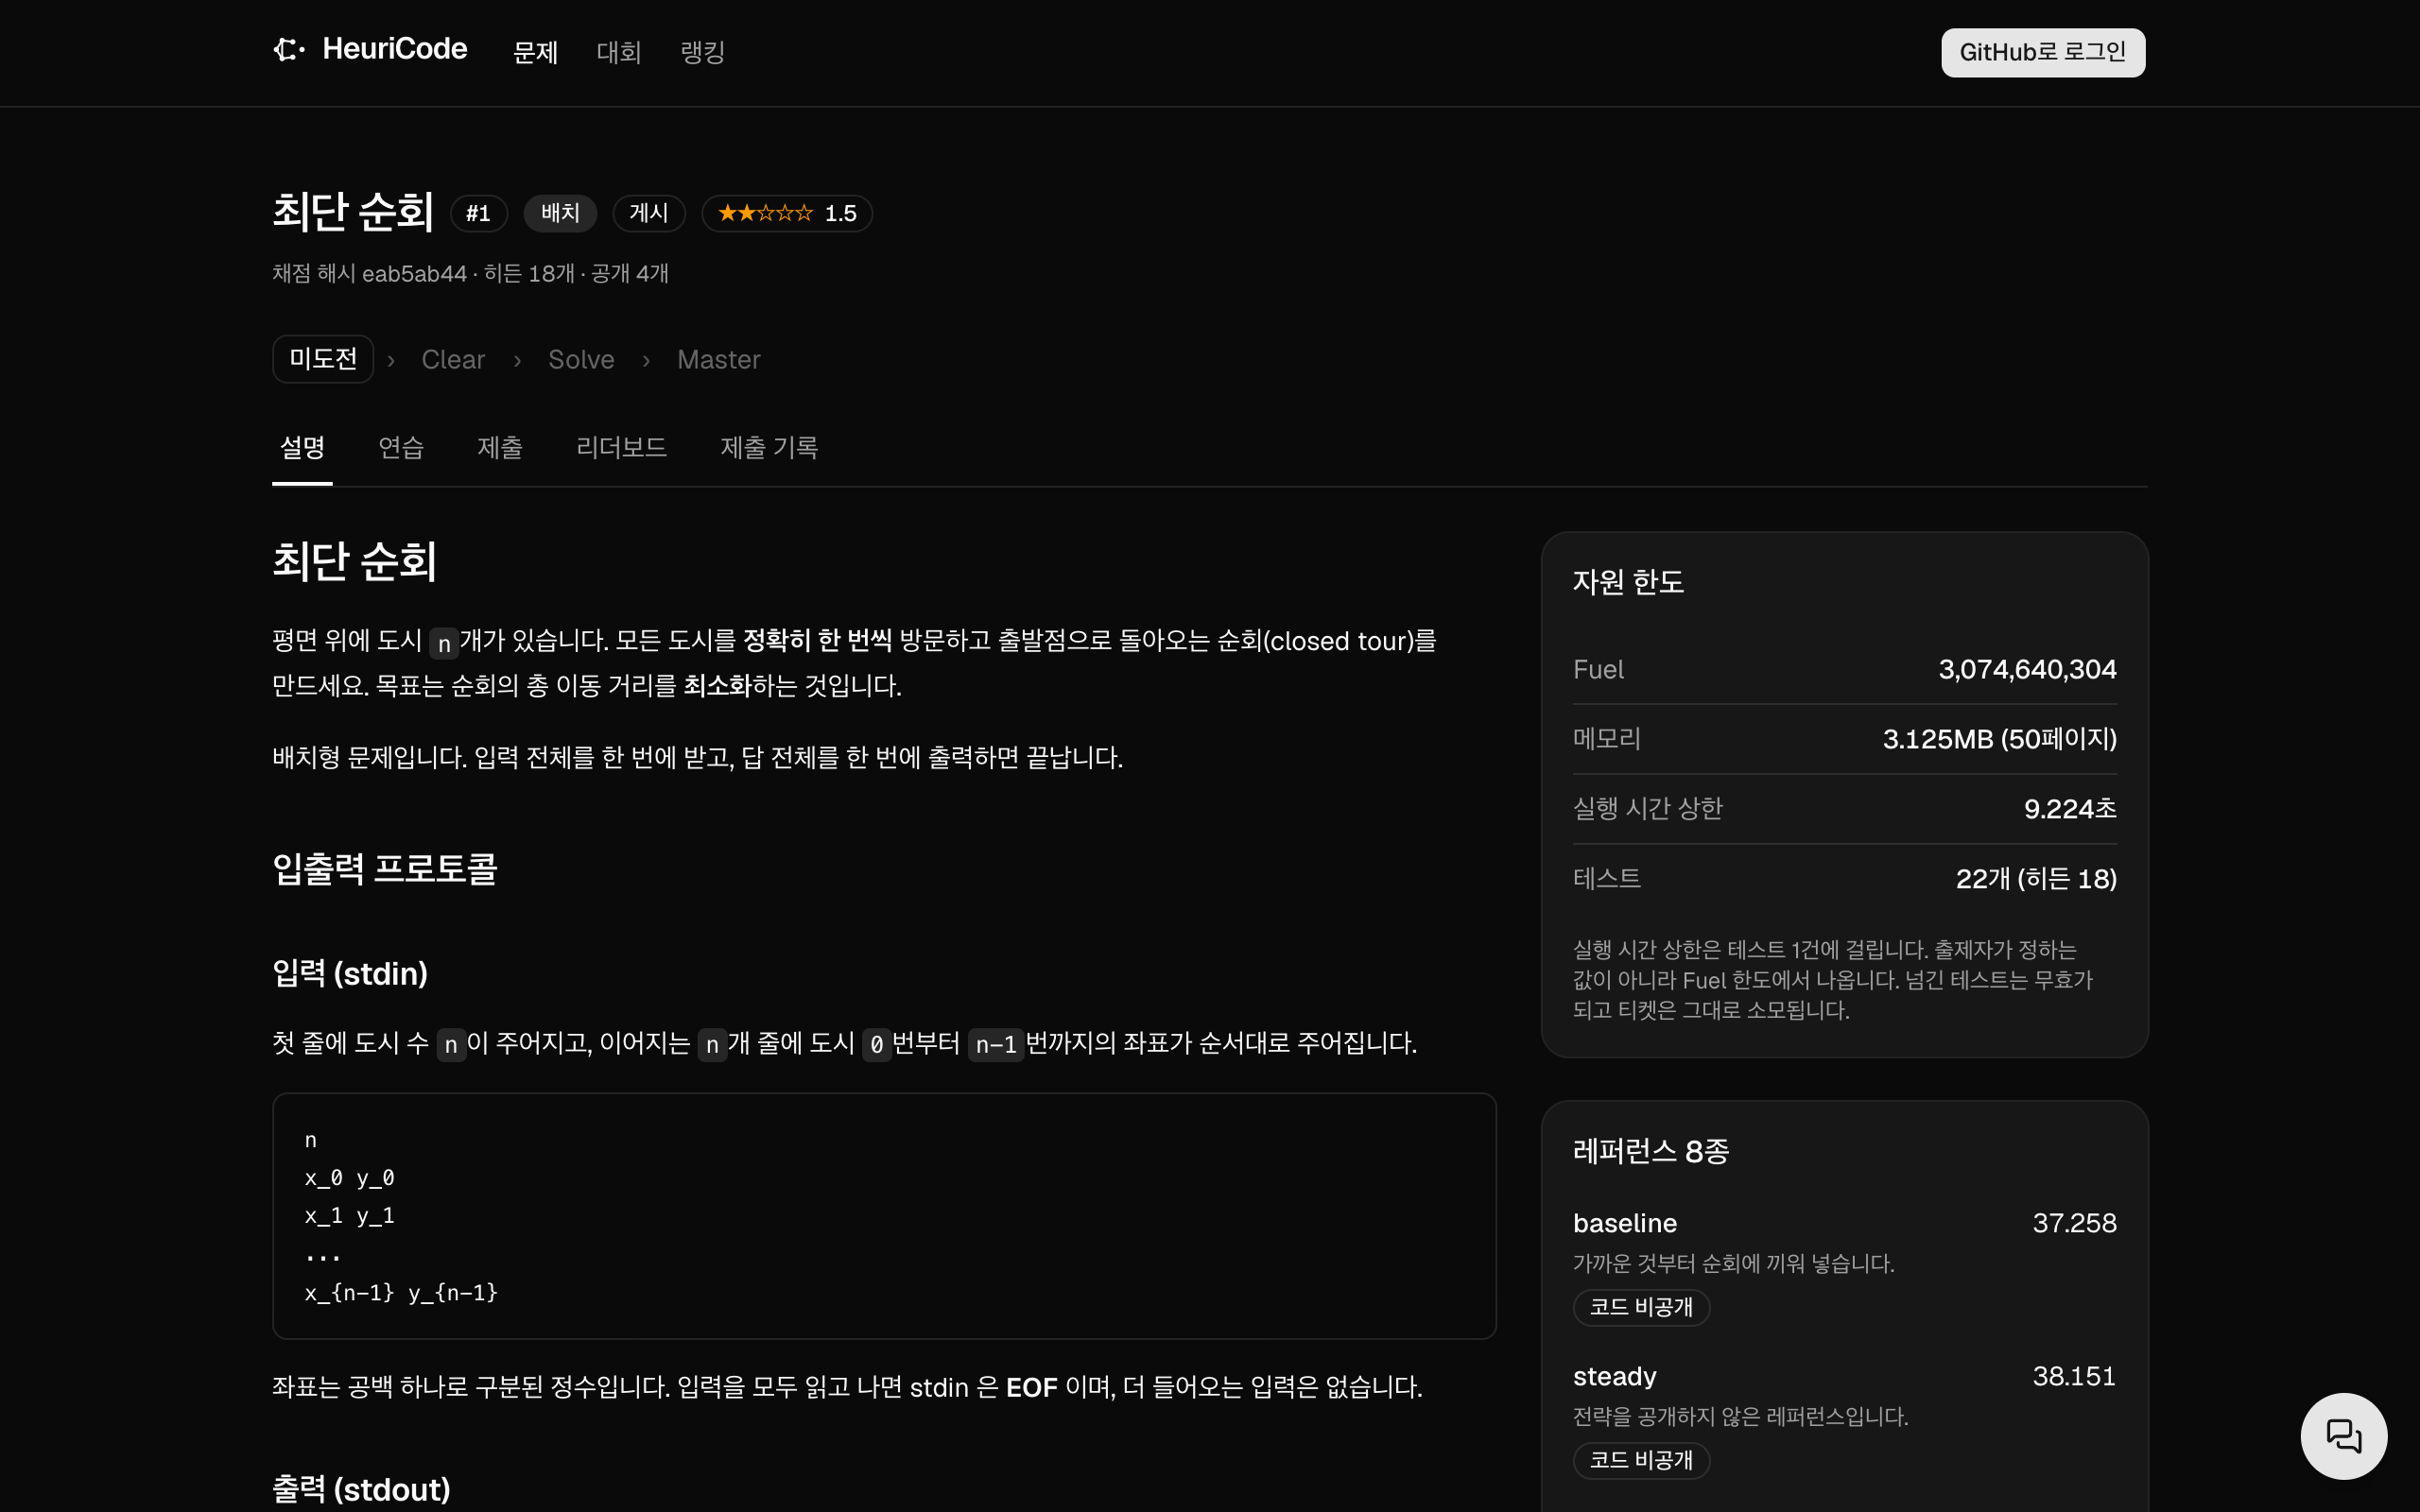 HeuriCode 문제 대회 랭킹 GitHub로 로그인
최단 순회 #1 배치 게시 ★★☆☆☆ 1.5
채점 해시 eab5ab44 · 히든 18개 · 공개 4개
미도전 › Clear › Solve › Master
설명 연습 제출 리더보드 제출 기록
최단 순회
평면 위에 도시 n개가 있습니다. 모든 도시를 정확히 한 번씩 방문하고 출발점으로 돌아오는 순회(closed tour)를
만드세요. 목표는 순회의 총 이동 거리를 최소화하는 것입니다.
배치형 문제입니다. 입력 전체를 한 번에 받고, 답 전체를 한 번에 출력하면 끝납니다.
입출력 프로토콜
입력 (stdin)
첫 줄에 도시 수 n이 주어지고, 이어지는 n개 줄에 도시 0번부터 n-1번까지의 좌표가 순서대로 주어집니다.
n
x_0 y_0
x_1 y_1
...
x_{n-1} y_{n-1}
좌표는 공백 하나로 구분된 정수입니다. 입력을 모두 읽고 나면 stdin 은 EOF 이며, 더 들어오는 입력은 없습니다.
출력 (stdout)
자원 한도
Fuel 3,074,640,304
메모리 3.125MB (50페이지)
실행 시간 상한 9.224초
테스트 22개 (히든 18)
실행 시간 상한은 테스트 1건에 걸립니다. 출제자가 정하는
값이 아니라 Fuel 한도에서 나옵니다. 넘긴 테스트는 무효가
되고 티켓은 그대로 소모됩니다.
레퍼런스 8종
baseline 37.258
가까운 것부터 순회에 끼워 넣습니다.
코드 비공개
steady 38.151
전략을 공개하지 않은 레퍼런스입니다.
코드 비공개